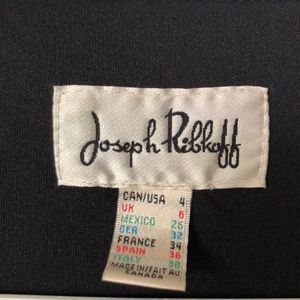 Joseph Ribkoff
CAN/USA 4
UK 6
MEXICO 26
GER 32
FRANCE 34
SPAIN 36
ITALY 38
MADE IN/FAIT AU
CANADA